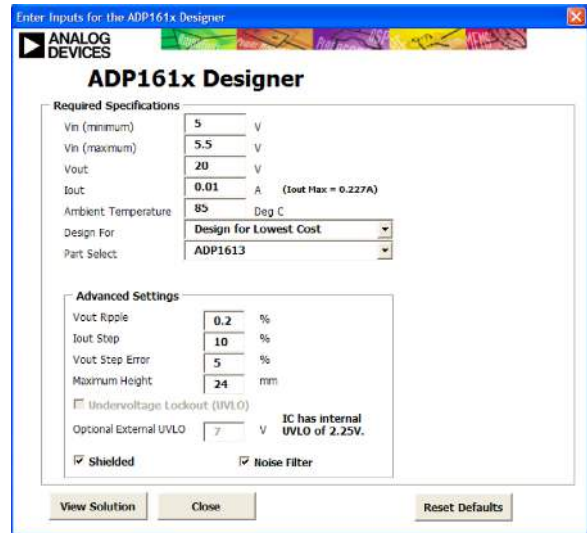 Enter Inputs for the ADP161x Designer
ANALOG
DEVICES
ADP161x Designer
Required Specifications
Vin (minimum) 5 V
Vin (maximum) 5.5 V
Vout 20 V
Iout 0.01 A (Iout Max = 0.227A)
Ambient Temperature 85 Deg C
Design For Design for Lowest Cost
Part Select ADP1613
Advanced Settings
Vout Ripple 0.2 %
Iout Step 10 %
Vout Step Error 5 %
Maximum Height 24 mm
Undervoltage Lockout (UVLO)
Optional External UVLO 7 V IC has internal
UVLO of 2.25V.
Shielded Noise Filter
View Solution Close Reset Defaults